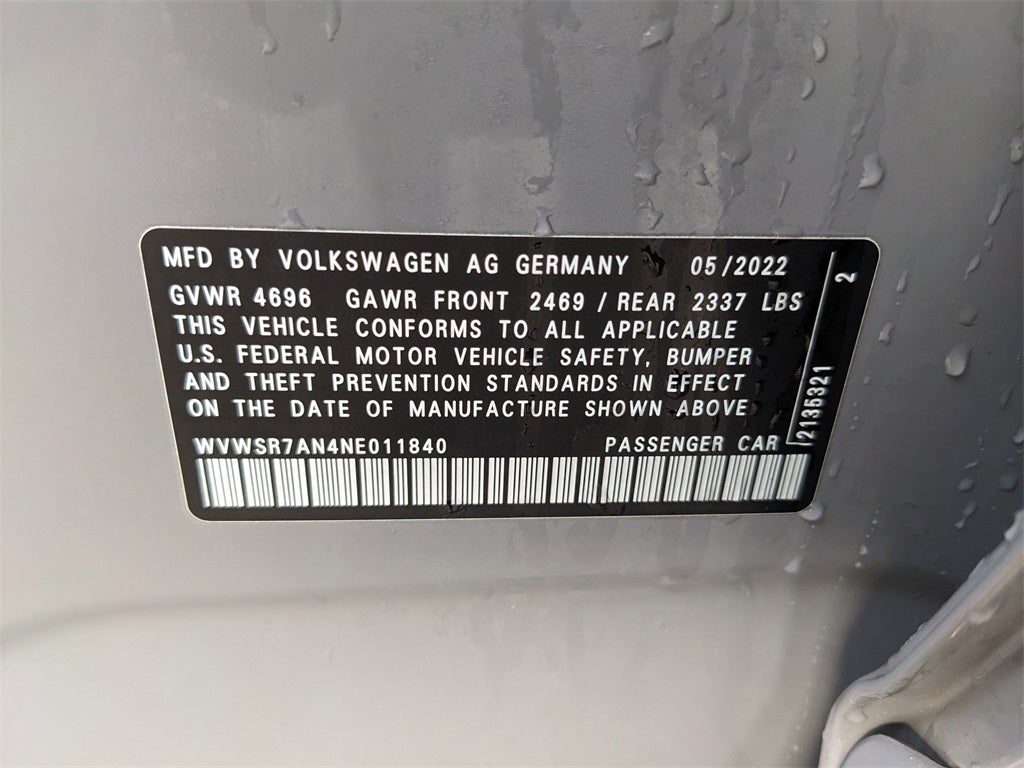 MFD BY VOLKSWAGEN AG GERMANY 05/2022
GVWR 4696 GAWR FRONT 2469 / REAR 2337 LBS
THIS VEHICLE CONFORMS TO ALL APPLICABLE
U.S. FEDERAL MOTOR VEHICLE SAFETY, BUMPER
AND THEFT PREVENTION STANDARDS IN EFFECT
ON THE DATE OF MANUFACTURE SHOWN ABOVE
WVWSR7AN4NE011840 PASSENGER CAR
2135321 2